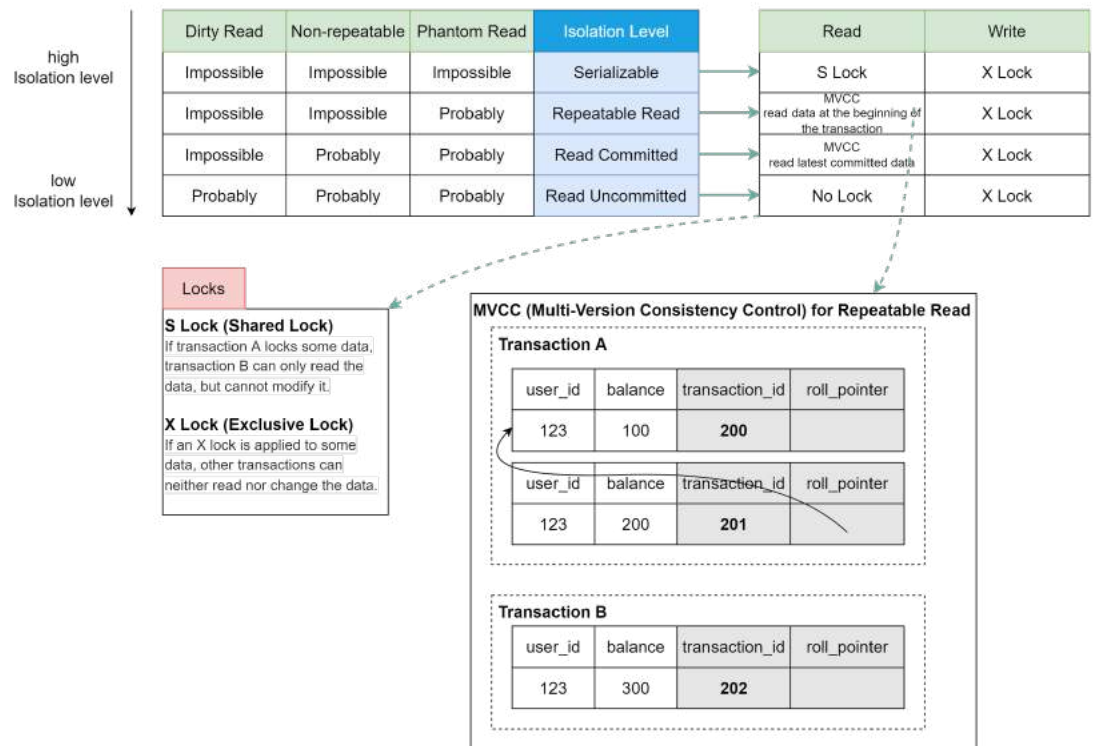 high
Isolation level
low
Isolation level
Dirty Read Non-repeatable Phantom Read Isolation Level Read Write
Impossible Impossible Impossible Serializable S Lock X Lock
Impossible Impossible Probably Repeatable Read MVCC
read data at the beginning of
the transaction X Lock
Impossible Probably Probably Read Committed MVCC
read latest committed data X Lock
Probably Probably Probably Read Uncommitted No Lock X Lock
Locks
S Lock (Shared Lock)
If transaction A locks some data,
transaction B can only read the
data, but cannot modify it.
X Lock (Exclusive Lock)
If an X lock is applied to some
data, other transactions can
neither read nor change the data.
MVCC (Multi-Version Consistency Control) for Repeatable Read
Transaction A
user_id balance transaction_id roll_pointer
123 100 200
user_id balance transaction_id roll_pointer
123 200 201
Transaction B
user_id balance transaction_id roll_pointer
123 300 202